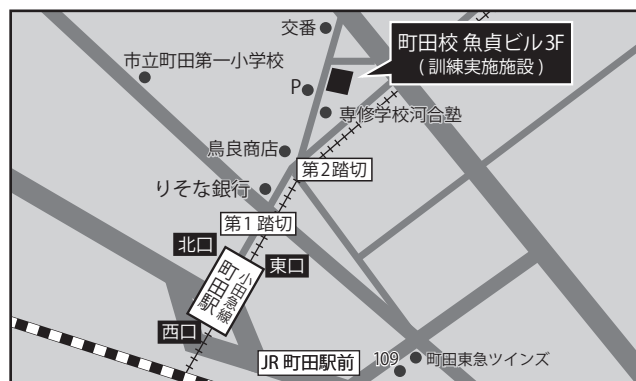 交番
町田校 魚貞ビル3F
( 訓練実施施設 )
市立町田第一小学校
P
専修学校河合塾
鳥良商店
第2踏切
りそな銀行
第1踏切
北口
東口
小田急線
町田駅
西口
JR 町田駅前
109
町田東急ツインズ